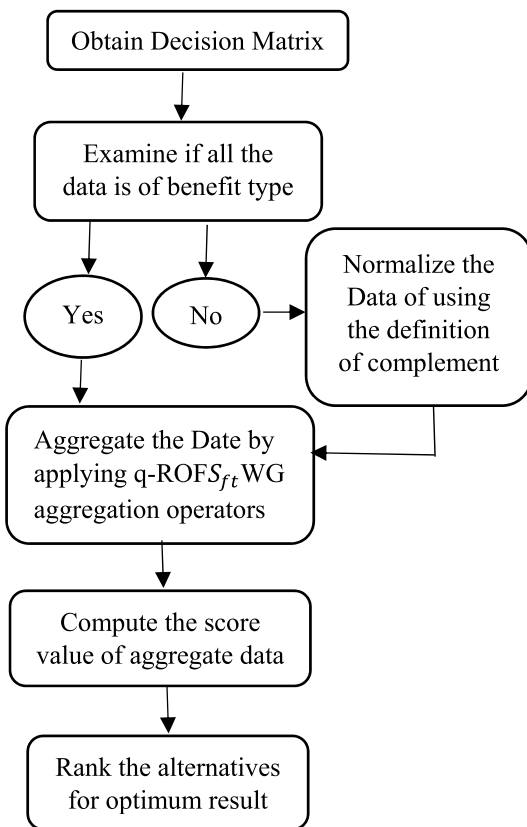 Obtain Decision Matrix
Examine if all the
data is of benefit type
Yes
No
Normalize the
Data of using
the definition
of complement
Aggregate the Date by
applying q-ROF𝑆𝑓𝑡WG
aggregation operators
Compute the score
value of aggregate data
Rank the alternatives
for optimum result